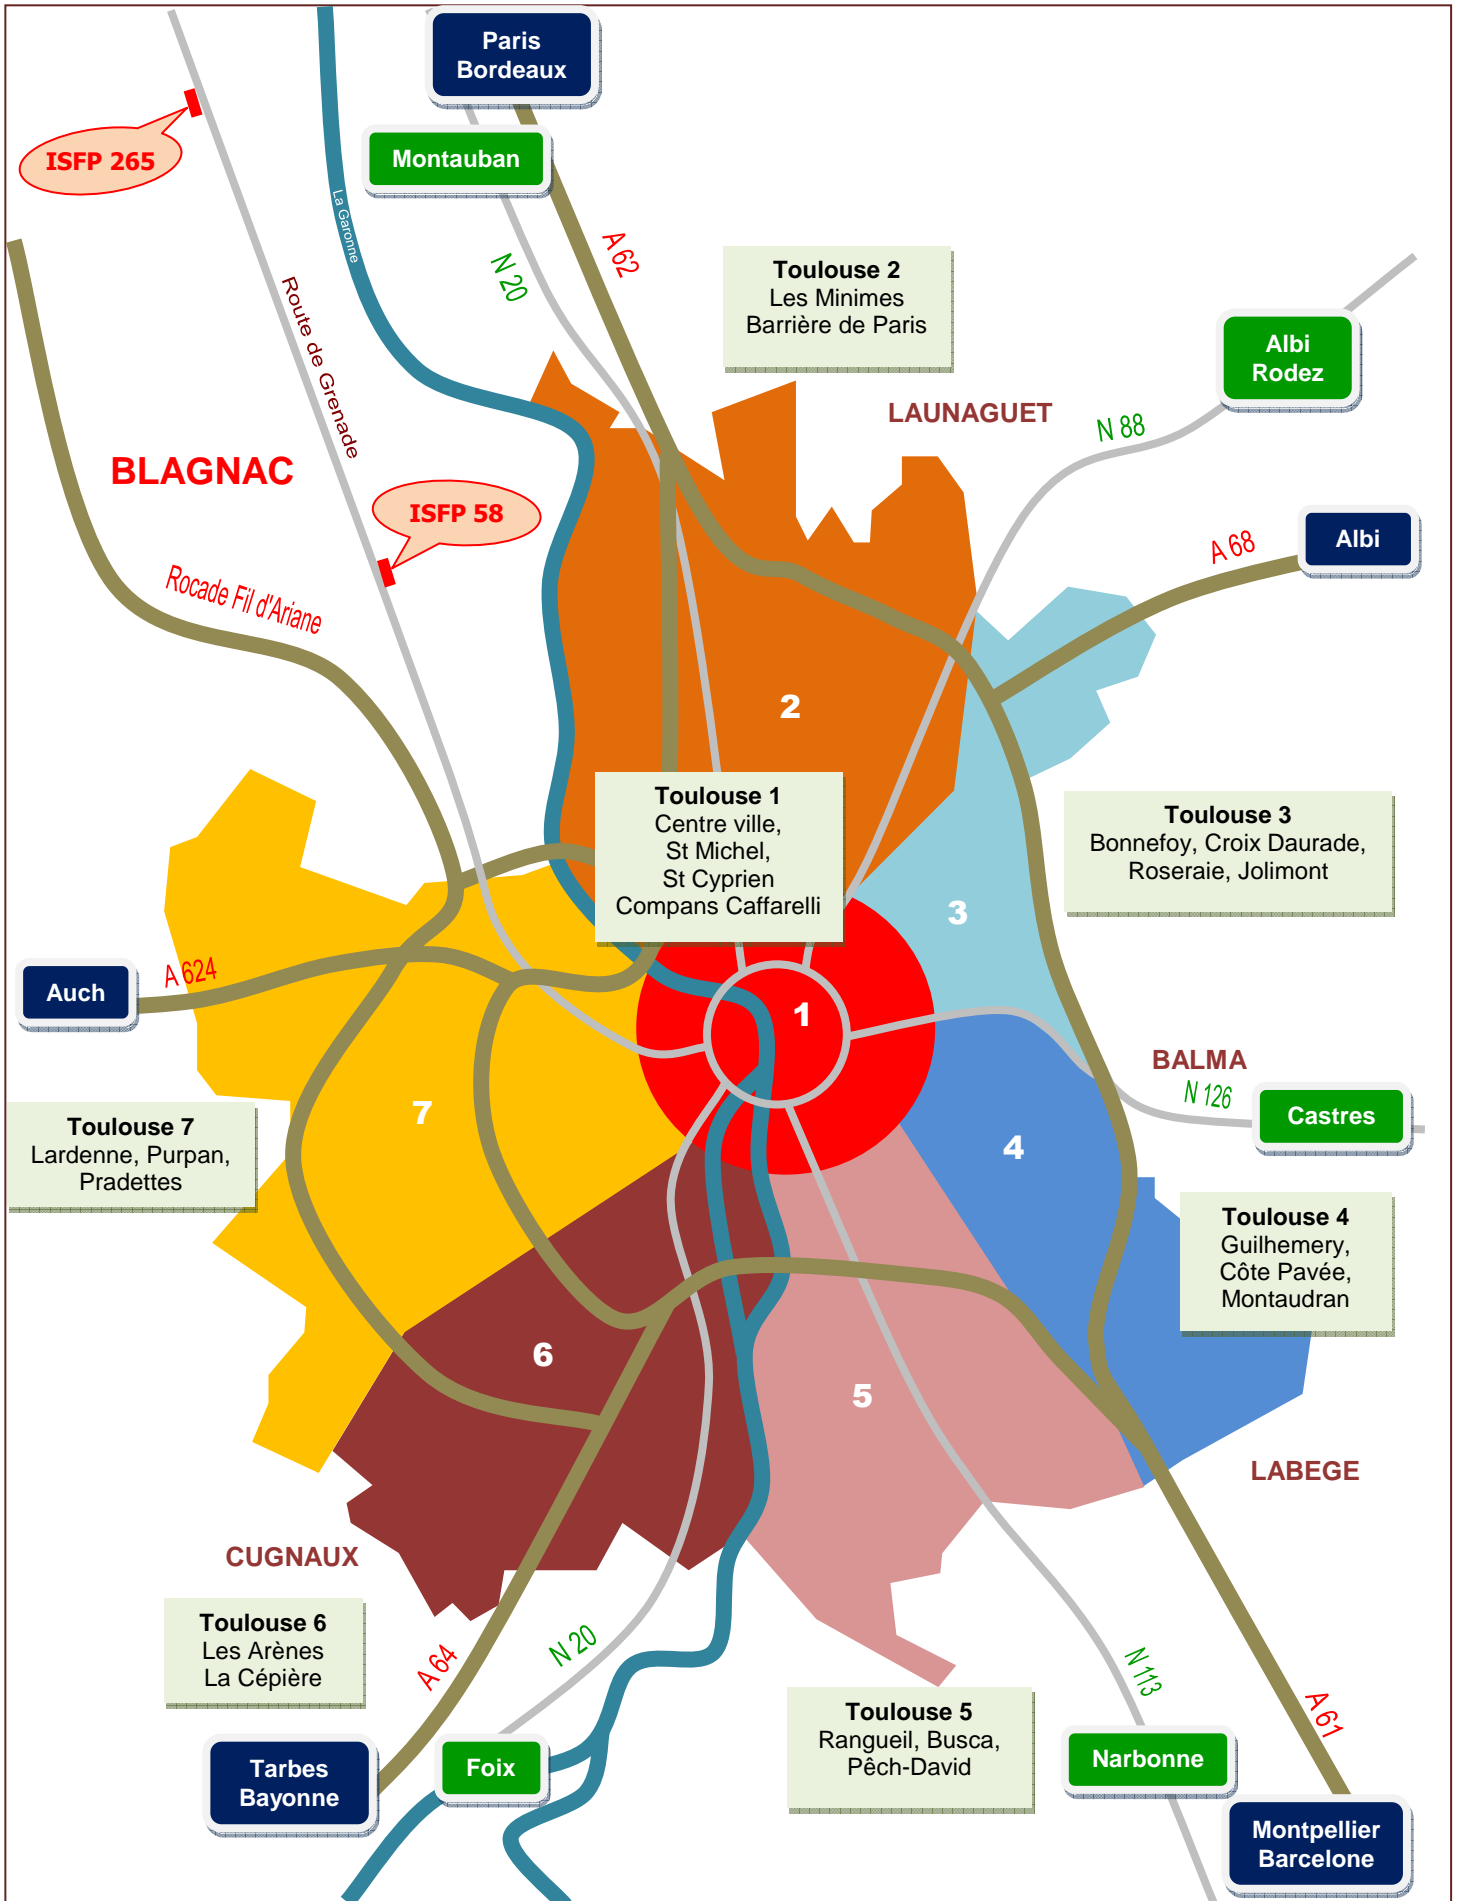 Paris
Bordeaux
ISFP 265
Montauban
La Garonne
A 62
N 20
Toulouse 2
Les Minimes
Barrière de Paris
Route de Grenade
Albi
Rodez
LAUNAGUET
N 88
BLAGNAC
ISFP 58
A 68
Albi
Rocade Fil d'Ariane
2
Toulouse 1
Centre ville,
St Michel,
St Cyprien
Compans Caffarelli
Toulouse 3
Bonnefoy, Croix Daurade,
Roseraie, Jolimont
3
A 624
Auch
1
BALMA
N 126
Castres
7
Toulouse 7
Lardenne, Purpan,
Pradettes
4
Toulouse 4
Guilhemery,
Côte Pavée,
Montaudran
6
5
LABEGE
CUGNAUX
Toulouse 6
Les Arènes
La Cépière
A 64
N 20
N 113
Toulouse 5
Rangueil, Busca,
Pêch-David
A 61
Tarbes
Bayonne
Foix
Narbonne
Montpellier
Barcelone